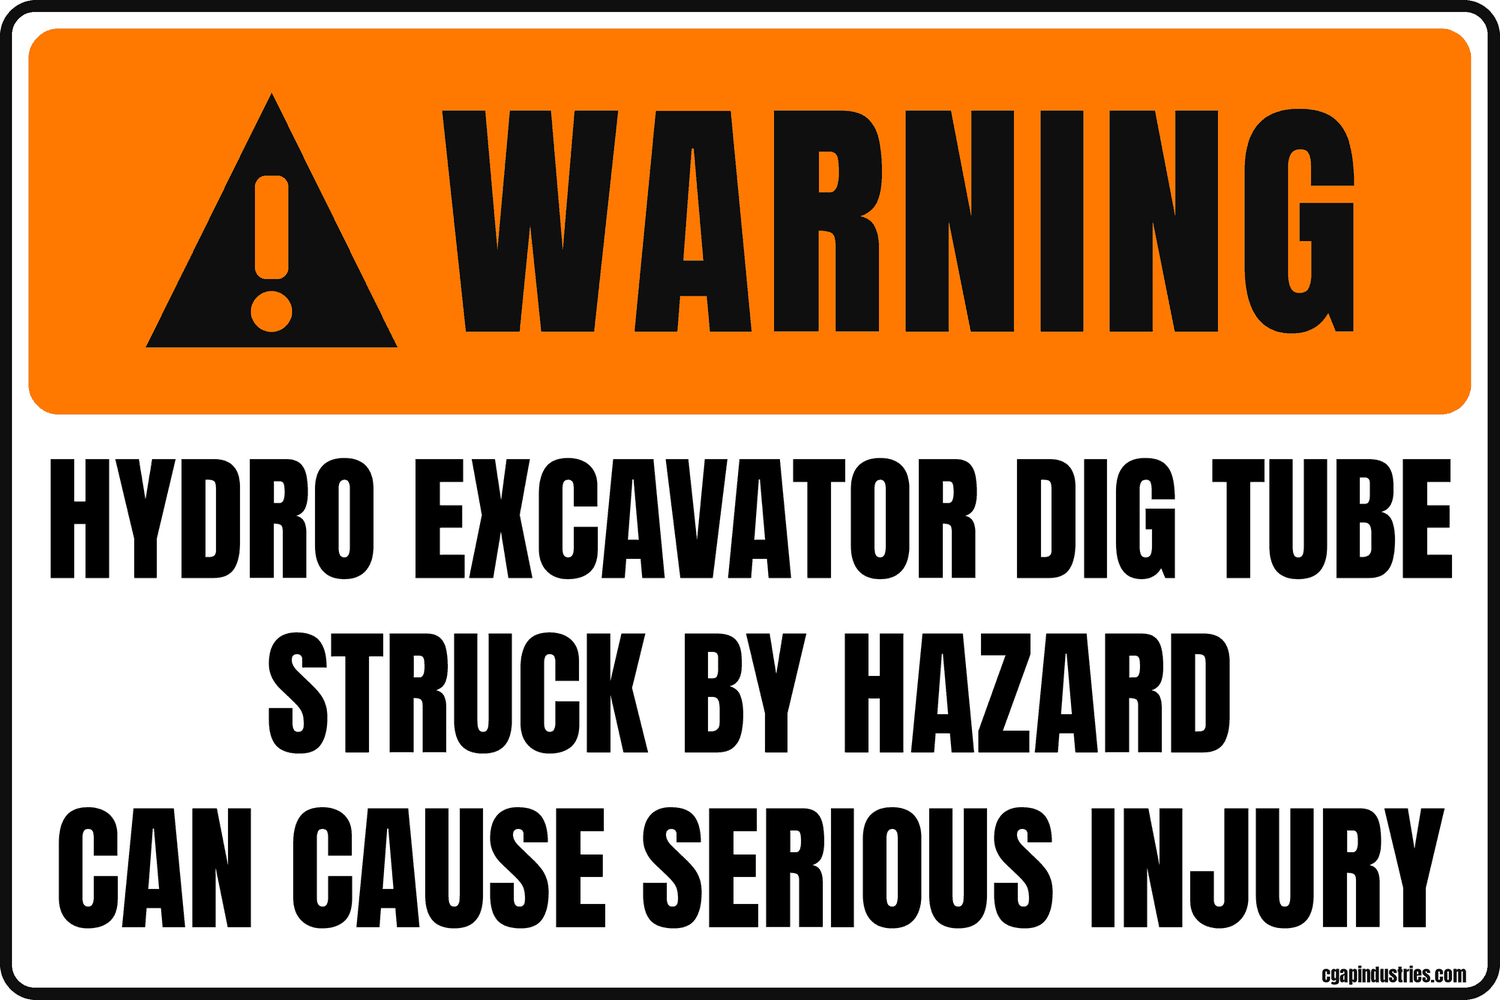 WARNING
HYDRO EXCAVATOR DIG TUBE
STRUCK BY HAZARD
CAN CAUSE SERIOUS INJURY
cgapindustries.com